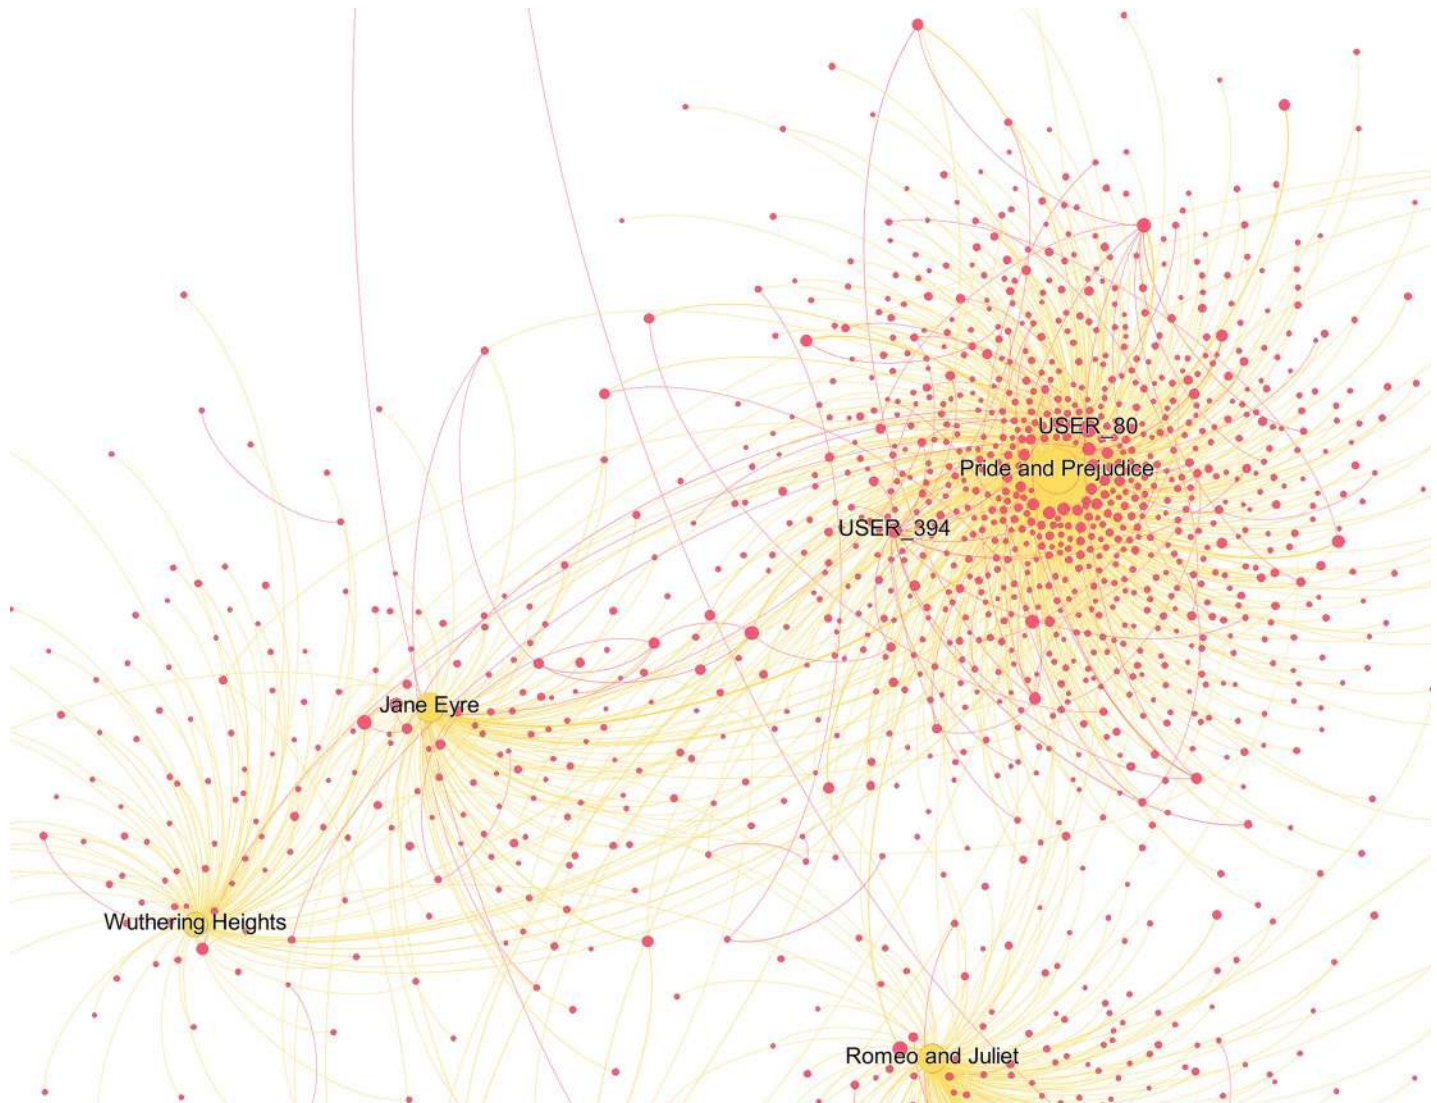 USER_80
Pride and Prejudice
USER_394
Jane Eyre
Wuthering Heights
Romeo and Juliet